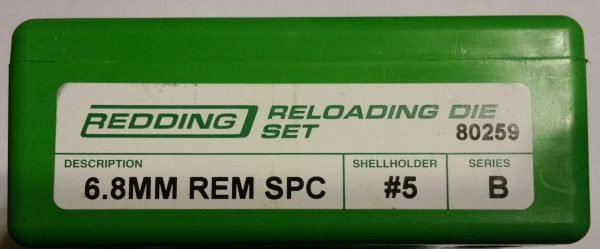 REDDING RELOADING DIE
SET 80259
DESCRIPTION SHELLHOLDER SERIES
6.8MM REM SPC #5 B